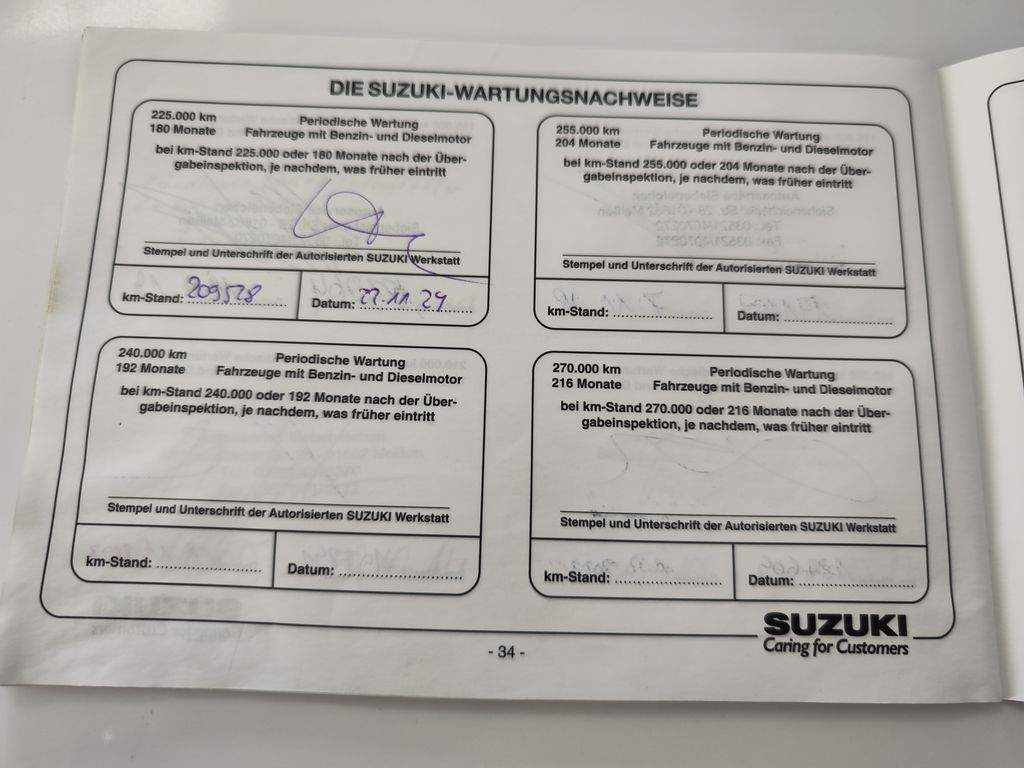 DIE SUZUKI-WARTUNGSNACHWEISE
225.000 km
180 Monate
Periodische Wartung
Fahrzeuge mit Benzin- und Dieselmotor
bei km-Stand 225.000 oder 180 Monate nach der Über-
gabeinspektion, je nachdem, was früher eintritt
Stempel und Unterschrift der Autorisierten SUZUKI Werkstatt
km-Stand: 209528
Datum: 22.11.24
240.000 km
192 Monate
Periodische Wartung
Fahrzeuge mit Benzin- und Dieselmotor
bei km-Stand 240.000 oder 192 Monate nach der Über-
gabeinspektion, je nachdem, was früher eintritt
Stempel und Unterschrift der Autorisierten SUZUKI Werkstatt
km-Stand:
Datum:
255.000 km
204 Monate
Periodische Wartung
Fahrzeuge mit Benzin- und Dieselmotor
bei km-Stand 255.000 oder 204 Monate nach der Über-
gabeinspektion, je nachdem, was früher eintritt
Stempel und Unterschrift der Autorisierten SUZUKI Werkstatt
km-Stand:
Datum:
270.000 km
216 Monate
Periodische Wartung
Fahrzeuge mit Benzin- und Dieselmotor
bei km-Stand 270.000 oder 216 Monate nach der Über-
gabeinspektion, je nachdem, was früher eintritt
Stempel und Unterschrift der Autorisierten SUZUKI Werkstatt
km-Stand:
Datum:
SUZUKI
Caring for Customers
- 34 -